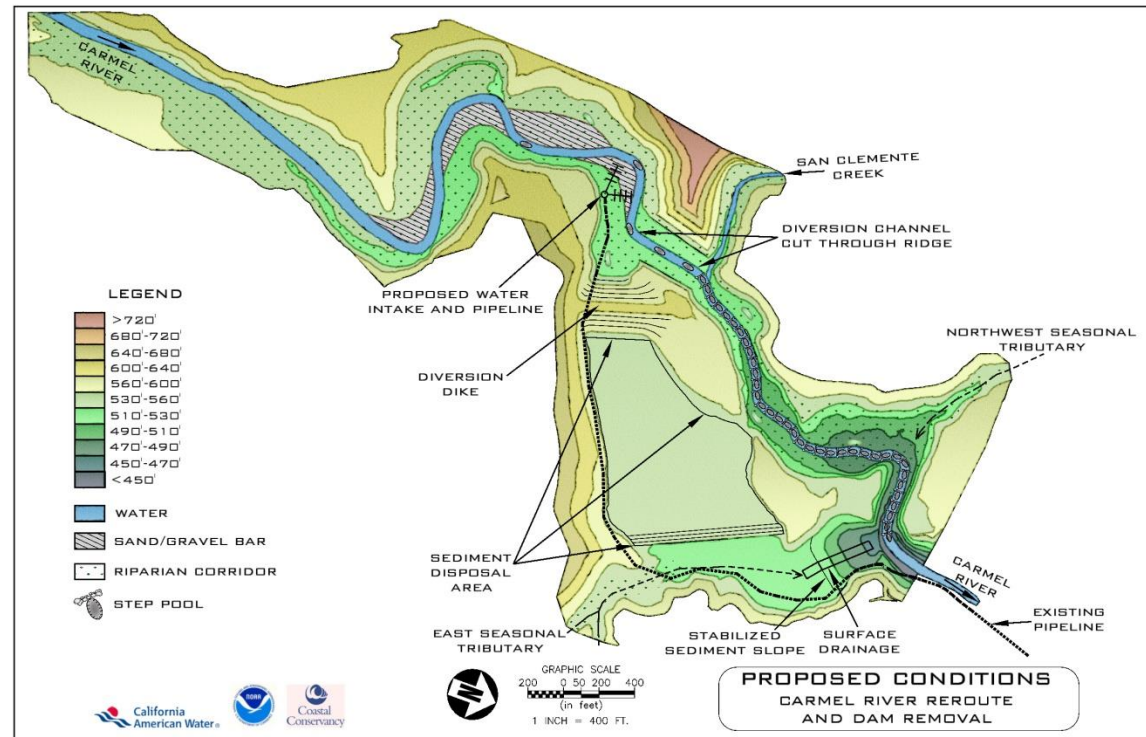 CARMEL
RIVER
SAN CLEMENTE
CREEK
DIVERSION CHANNEL
CUT THROUGH RIDGE
PROPOSED WATER
INTAKE AND PIPELINE
NORTHWEST SEASONAL
TRIBUTARY
DIVERSION
DIKE
LEGEND
>720'
680'-720'
640'-680'
600'-640'
560'-600'
530'-560'
510'-530'
490'-510'
470'-490'
450'-470'
<450'
WATER
SAND/GRAVEL BAR
RIPARIAN CORRIDOR
STEP POOL
SEDIMENT
DISPOSAL
AREA
CARMEL
RIVER
EAST SEASONAL
TRIBUTARY
STABILIZED
SEDIMENT SLOPE
SURFACE
DRAINAGE
EXISTING
PIPELINE
California
American Water®
NOAA
Coastal
Conservancy
N
GRAPHIC SCALE
200 0 50 200 400
(in feet)
1 INCH = 400 FT.
PROPOSED CONDITIONS
CARMEL RIVER REROUTE
AND DAM REMOVAL